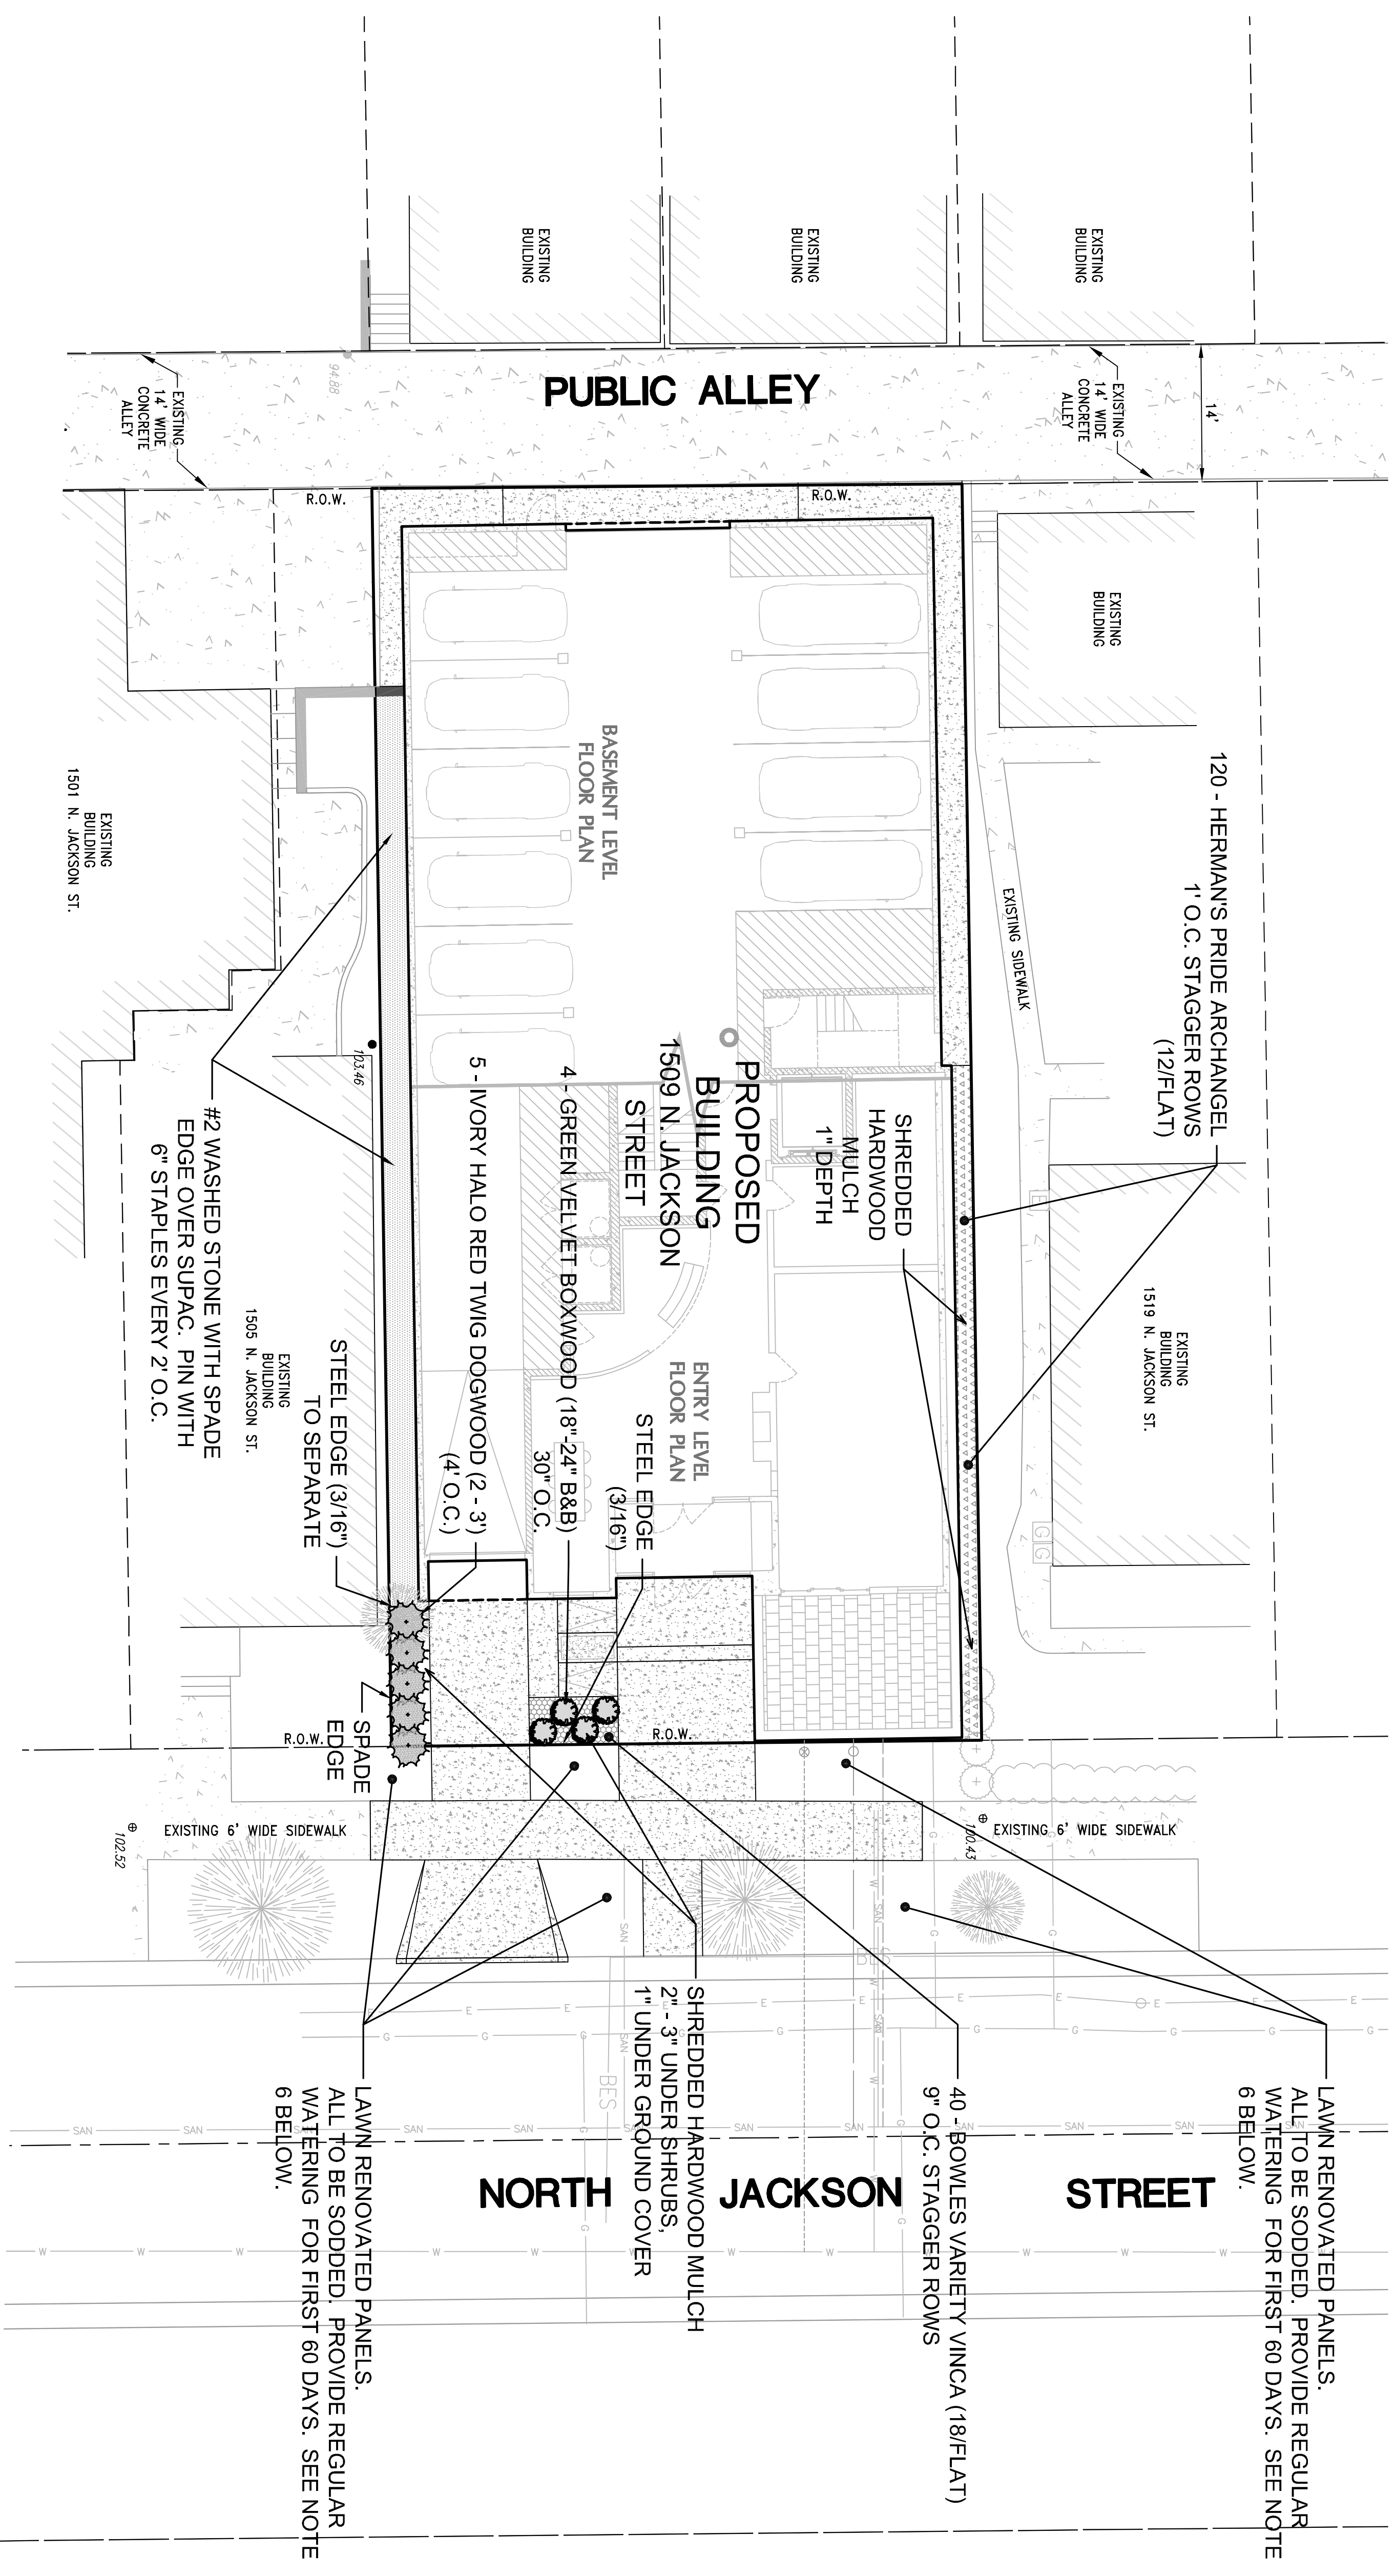 EXISTING
BUILDING
EXISTING
BUILDING
EXISTING
BUILDING
PUBLIC ALLEY
14'
EXISTING
14' WIDE
CONCRETE
ALLEY
EXISTING
14' WIDE
CONCRETE
ALLEY
94.88
R.O.W.
R.O.W.
EXISTING
BUILDING
120 - HERMAN'S PRIDE ARCHANGEL
1' O.C. STAGGER ROWS
(12/FLAT)
EXISTING SIDEWALK
BASEMENT LEVEL
FLOOR PLAN
EXISTING
BUILDING
1501 N. JACKSON ST.
103.46
PROPOSED
BUILDING
1509 N. JACKSON
STREET
SHREDDED
HARDWOOD
MULCH
1" DEPTH
E
EXISTING
BUILDING
1519 N. JACKSON ST.
G G
ENTRY LEVEL
FLOOR PLAN
STEEL EDGE
(3/16")
4 - GREEN VELVET BOXWOOD (18"-24" B&B)
30" O.C.
5 - IVORY HALO RED TWIG DOGWOOD (2 - 3')
(4' O.C.)
STEEL EDGE (3/16")
TO SEPARATE
EXISTING
BUILDING
1505 N. JACKSON ST.
#2 WASHED STONE WITH SPADE
EDGE OVER SUPAC. PIN WITH
6" STAPLES EVERY 2' O.C.
SPADE
EDGE
R.O.W.
R.O.W.
EXISTING 6' WIDE SIDEWALK
100.43
EXISTING 6' WIDE SIDEWALK
102.52
LAWN RENOVATED PANELS.
ALL TO BE SODDED. PROVIDE REGULAR
WATERING FOR FIRST 60 DAYS. SEE NOTE
6 BELOW.
40 - BOWLES VARIETY VINCA (18/FLAT)
9" O.C. STAGGER ROWS
SHREDDED HARDWOOD MULCH
2" - 3" UNDER SHRUBS,
1" UNDER GROUND COVER
LAWN RENOVATED PANELS.
ALL TO BE SODDED. PROVIDE REGULAR
WATERING FOR FIRST 60 DAYS. SEE NOTE
6 BELOW.
BES
NORTH JACKSON STREET